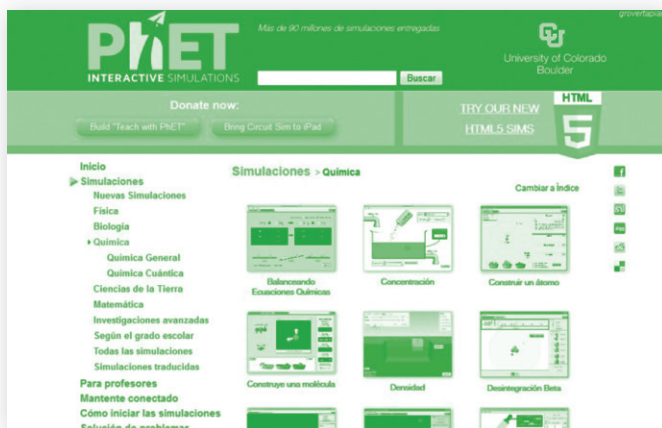 grovertapia
Más de 90 millones de simulaciones entregadas
PhET
INTERACTIVE SIMULATIONS
Buscar
CU
University of Colorado
Boulder
Donate now:
Build "Teach with PhET"
Bring Circuit Sim to iPad
TRY OUR NEW
HTML5 SIMS
HTML
5
Inicio
Simulaciones
Nuevas Simulaciones
Física
Biología
Química
Química General
Química Cuántica
Ciencias de la Tierra
Matemática
Investigaciones avanzadas
Según el grado escolar
Todas las simulaciones
Simulaciones traducidas
Para profesores
Mantente conectado
Cómo iniciar las simulaciones
Solución de problemas
Simulaciones > Química
Cambiar a Índice
Balanceando
Ecuaciones Químicas
Concentración
Construir un átomo
Construye una molécula
Densidad
Desintegración Beta